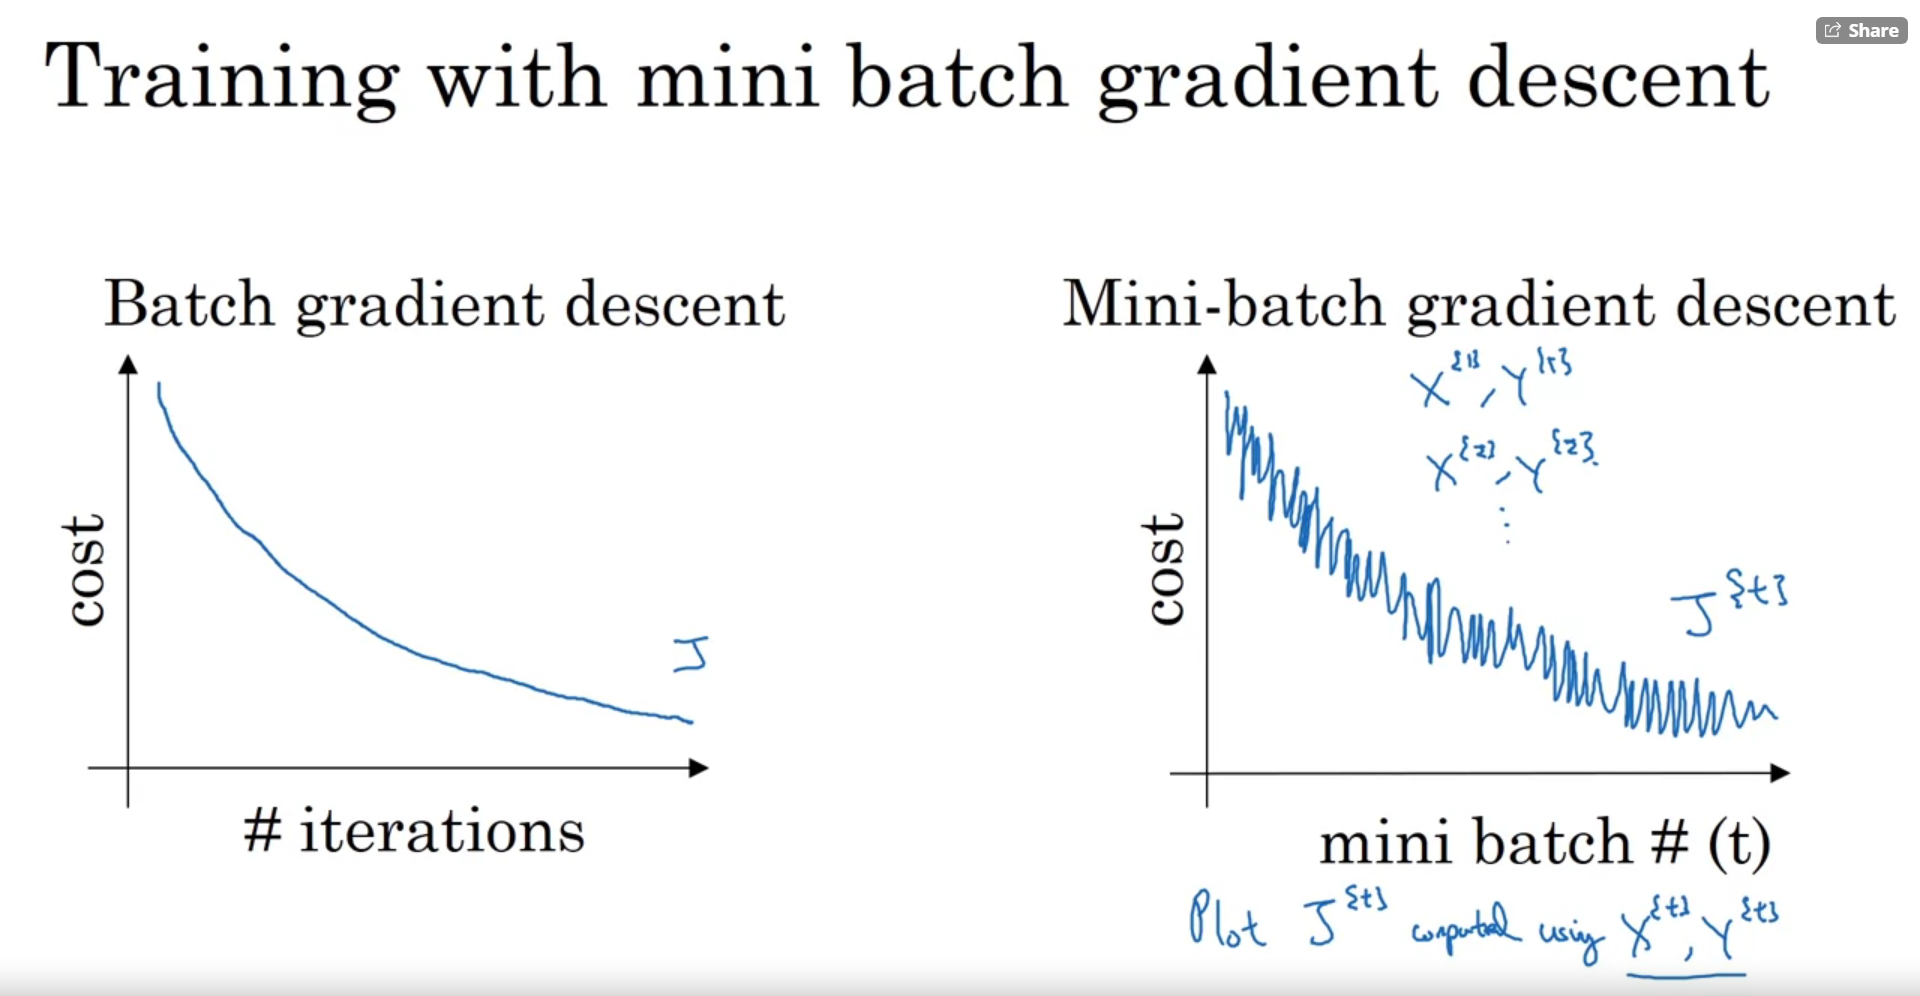 Share
Training with mini batch gradient descent
Batch gradient descent
cost
J
# iterations
Mini-batch gradient descent
X^{1}, Y^{1}
X^{2}, Y^{2}.
⋮
cost
J^{t}
mini batch # (t)
Plot J^{t} computed using X^{t}, Y^{t}